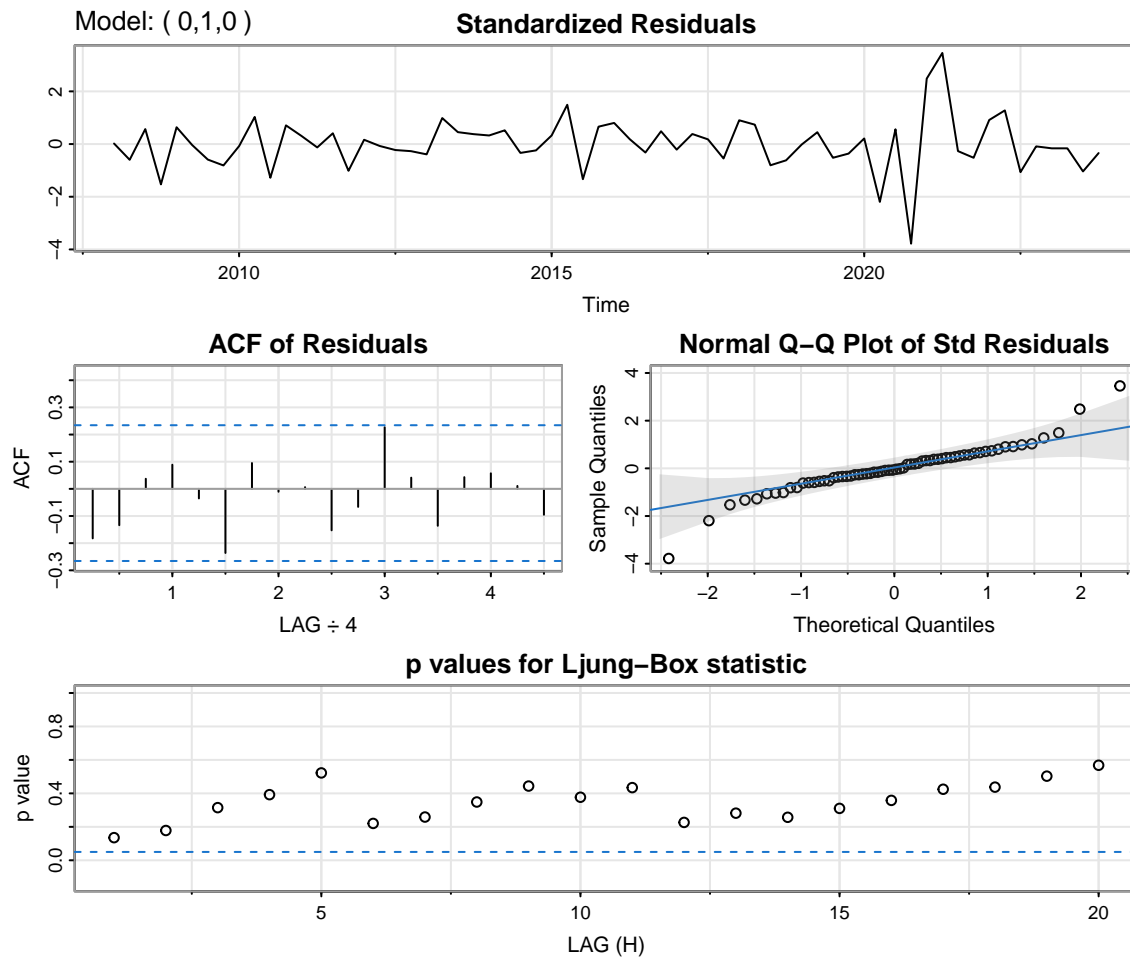 Model: ( 0,1,0 ) Standardized Residuals
2
0
−2
−4
2010 2015 2020
Time
ACF of Residuals
ACF
0.3
0.1
−0.1
−0.3
1 2 3 4
LAG ÷ 4
Normal Q−Q Plot of Std Residuals
Sample Quantiles
4
2
0
−2
−4
−2 −1 0 1 2
Theoretical Quantiles
p values for Ljung−Box statistic
p value
0.8
0.4
0.0
5 10 15 20
LAG (H)